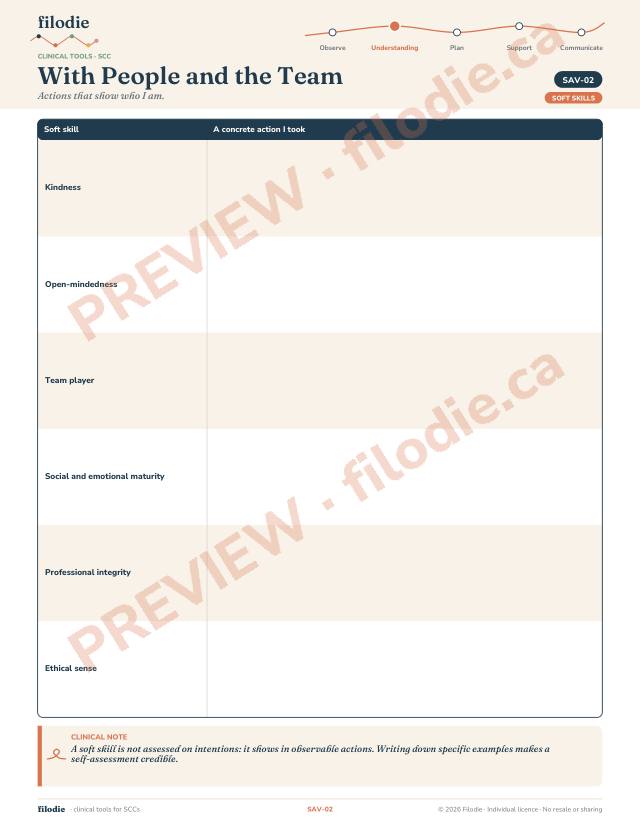 filodie
Observe
Understanding
Plan
Support
Communicate
CLINICAL TOOLS · SCC
With People and the Team
Actions that show who I am.
SAV-02
SOFT SKILLS
Soft skill
A concrete action I took
Kindness
Open-mindedness
Team player
Social and emotional maturity
Professional integrity
Ethical sense
PREVIEW · filodie.ca
PREVIEW · filodie.ca
CLINICAL NOTE
A soft skill is not assessed on intentions: it shows in observable actions. Writing down specific examples makes a
self-assessment credible.
filodie · clinical tools for SCCs
SAV-02
© 2026 Filodie · Individual licence · No resale or sharing